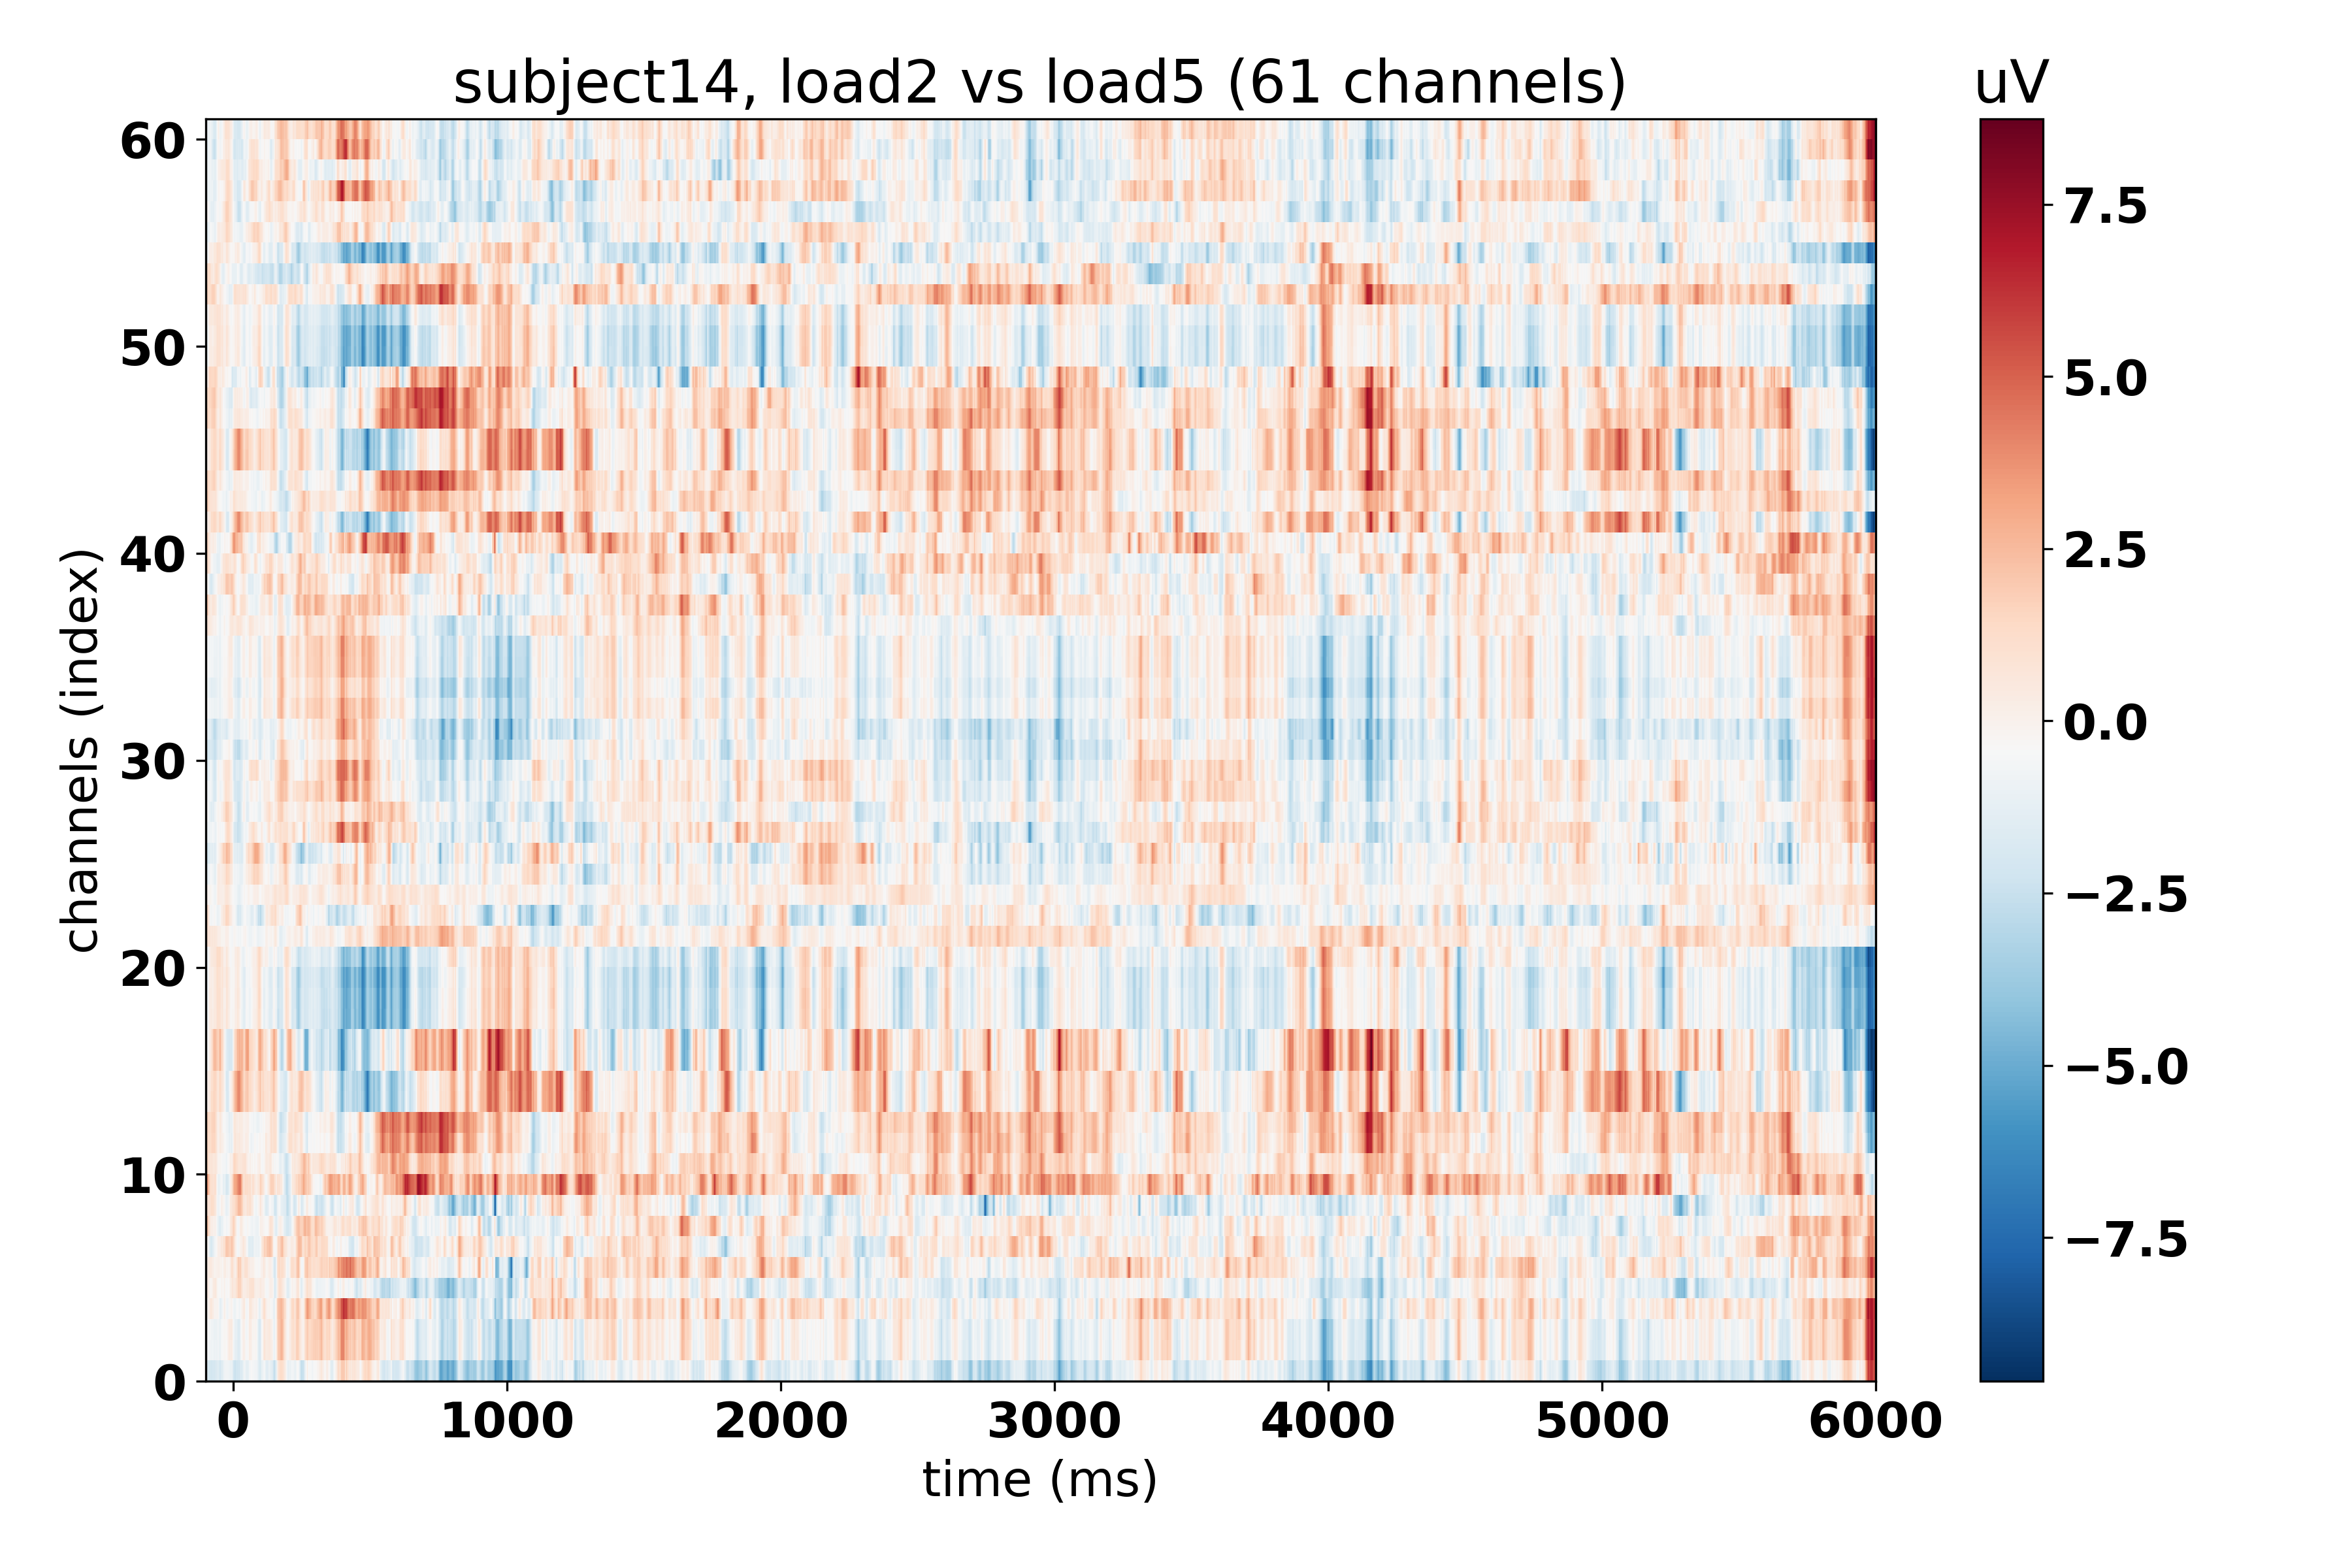 subject14, load2 vs load5 (61 channels)
uV
60
50
40
30
20
10
0
channels (index)
0 1000 2000 3000 4000 5000 6000
time (ms)
7.5
5.0
2.5
0.0
−2.5
−5.0
−7.5